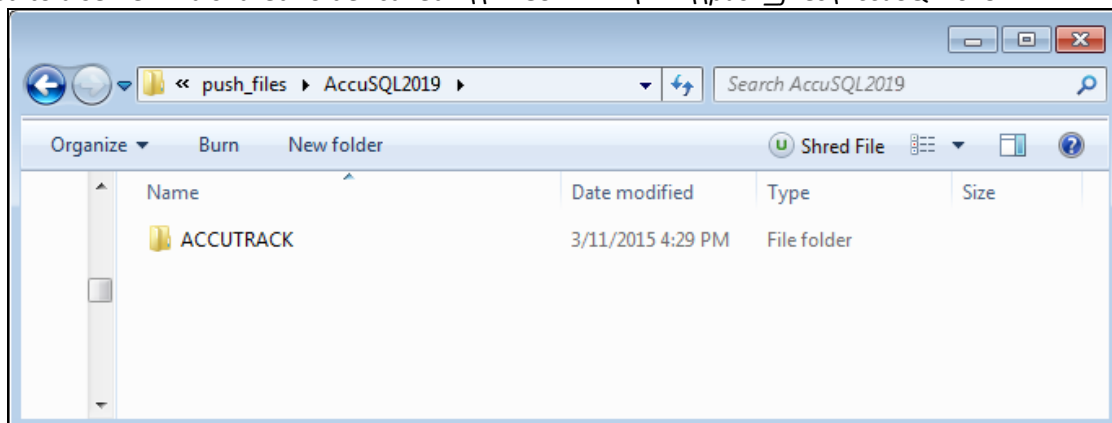 « push_files ▸ AccuSQL2019 ▸ Search AccuSQL2019
Organize Burn New folder Shred File
Name Date modified Type Size
ACCUTRACK 3/11/2015 4:29 PM File folder